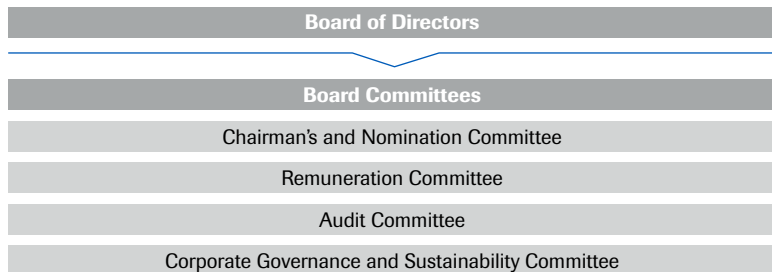 Board of Directors
Board Committees
Chairman's and Nomination Committee
Remuneration Committee
Audit Committee
Corporate Governance and Sustainability Committee